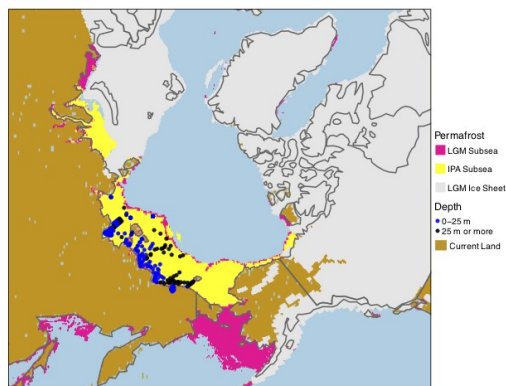 Permafrost
LGM Subsea
IPA Subsea
LGM Ice Sheet
Depth
0−25 m
25 m or more
Current Land